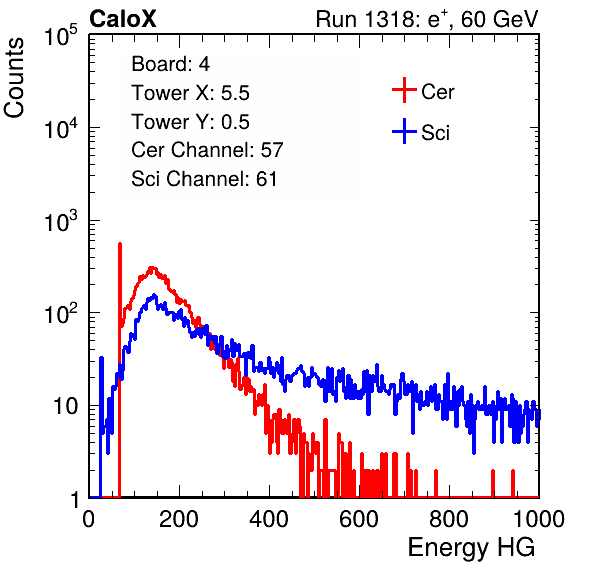 CaloX Run 1318: e⁺, 60 GeV
Counts
10⁵
10⁴
10³
10²
10
1
Board: 4
Tower X: 5.5
Tower Y: 0.5
Cer Channel: 57
Sci Channel: 61
Cer
Sci
0 200 400 600 800 1000
Energy HG